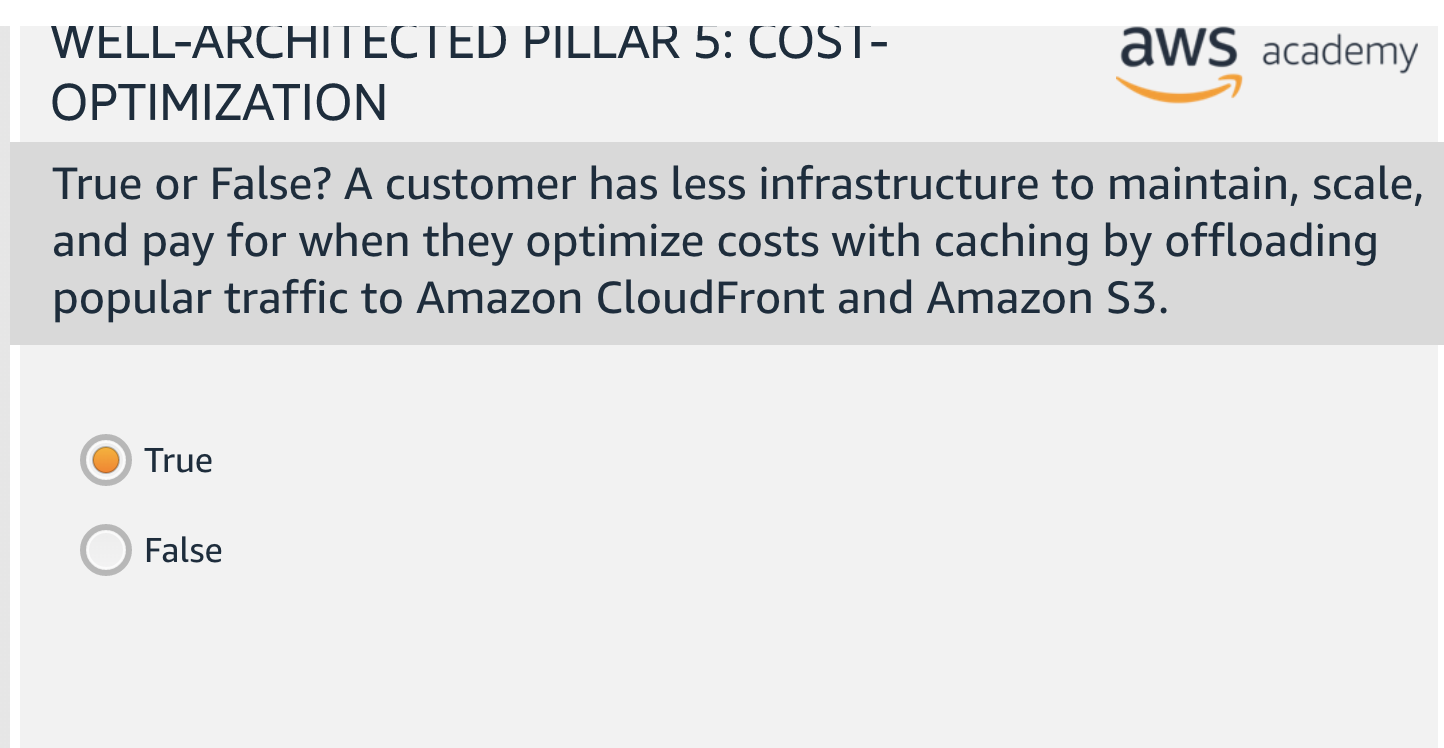 WELL-ARCHITECTED PILLAR 5: COST-
OPTIMIZATION
aws academy
True or False? A customer has less infrastructure to maintain, scale,
and pay for when they optimize costs with caching by offloading
popular traffic to Amazon CloudFront and Amazon S3.
True
False